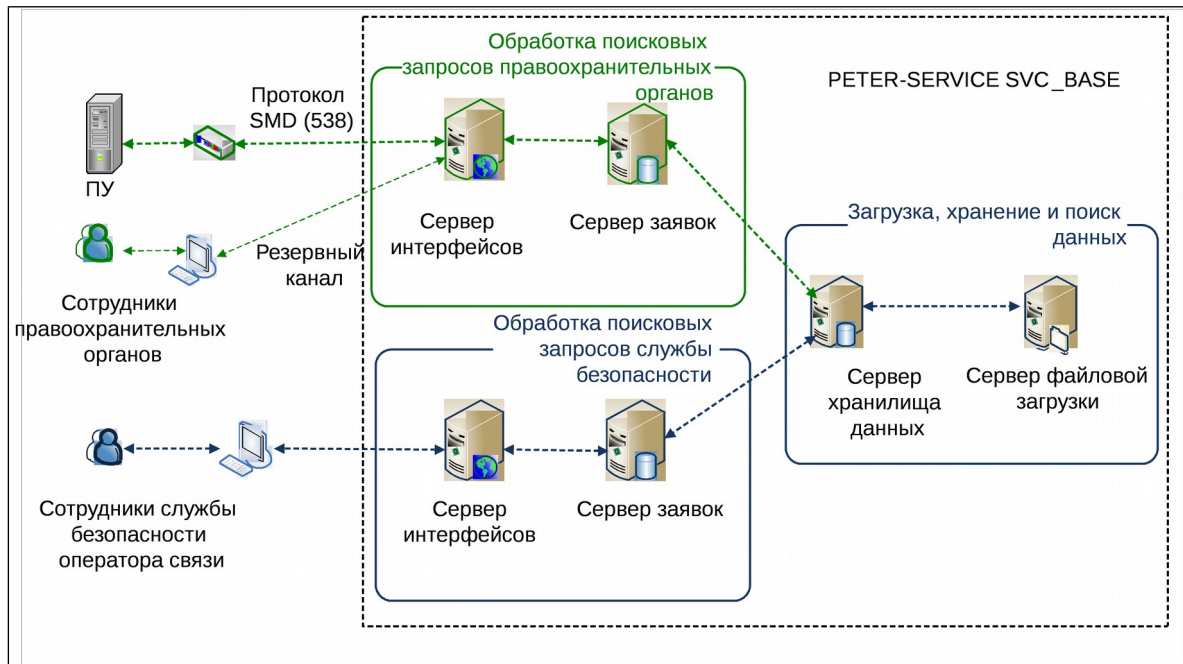 Обработка поисковых
запросов правоохранительных
органов
PETER-SERVICE SVC_BASE
Протокол
SMD (538)
ПУ
Сервер
интерфейсов
Сервер заявок
Резервный
канал
Сотрудники
правоохранительных
органов
Загрузка, хранение и поиск
данных
Сервер
хранилища
данных
Сервер файловой
загрузки
Обработка поисковых
запросов службы
безопасности
Сервер
интерфейсов
Сервер заявок
Сотрудники службы
безопасности
оператора связи